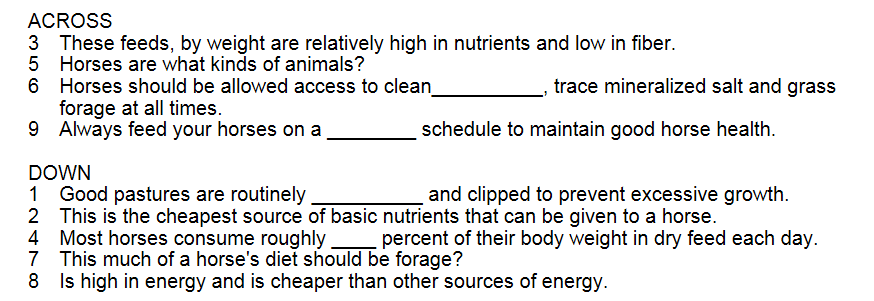 ACROSS
3 These feeds, by weight are relatively high in nutrients and low in fiber.
5 Horses are what kinds of animals?
6 Horses should be allowed access to clean___________, trace mineralized salt and grass
forage at all times.
9 Always feed your horses on a ________ schedule to maintain good horse health.
DOWN
1 Good pastures are routinely __________ and clipped to prevent excessive growth.
2 This is the cheapest source of basic nutrients that can be given to a horse.
4 Most horses consume roughly ____ percent of their body weight in dry feed each day.
7 This much of a horse's diet should be forage?
8 Is high in energy and is cheaper than other sources of energy.